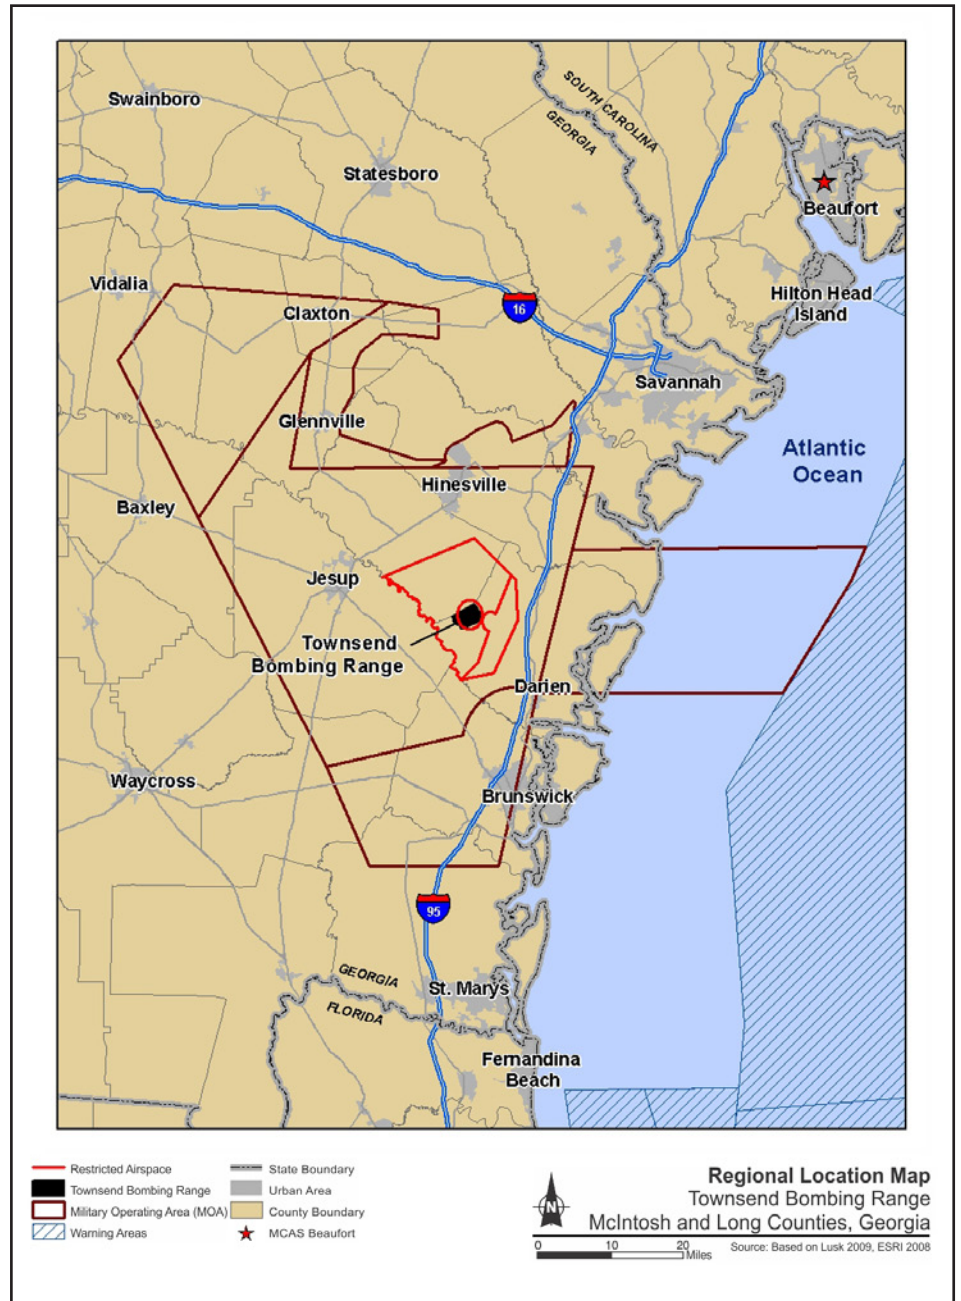 Swainboro
Statesboro
SOUTH CAROLINA
GEORGIA
Beaufort
Vidalia
Claxton
16
Hilton Head
Island
Savannah
Glennville
Atlantic
Ocean
Hinesville
Baxley
Jesup
Townsend
Bombing Range
Darien
Waycross
Brunswick
95
GEORGIA
FLORIDA
St. Marys
Fernandina
Beach
Restricted Airspace
Townsend Bombing Range
Military Operating Area (MOA)
Warning Areas
State Boundary
Urban Area
County Boundary
MCAS Beaufort
N
Regional Location Map
Townsend Bombing Range
McIntosh and Long Counties, Georgia
0 10 20
Miles
Source: Based on Lusk 2009, ESRI 2008